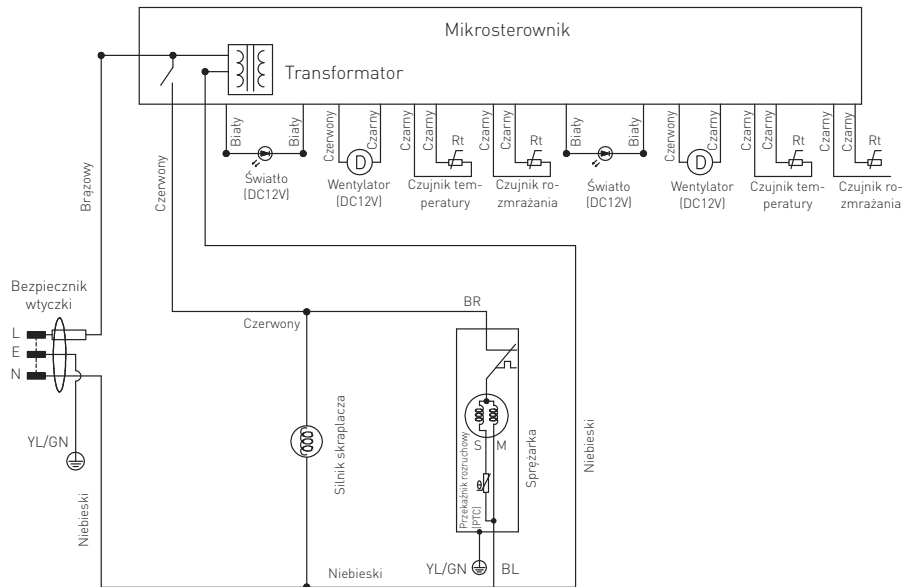 Mikrosterownik
Transformator
Biały
Biały
Czerwony
Czarny
Czarny
Czarny
Czarny
Czarny
Biały
Biały
Czerwony
Czarny
Czarny
Czarny
Czarny
Czarny
Rt
Rt
Rt
Rt
D
D
Światło
(DC12V)
Wentylator
(DC12V)
Czujnik tem-
peratury
Czujnik ro-
zmrażania
Światło
(DC12V)
Wentylator
(DC12V)
Czujnik tem-
peratury
Czujnik ro-
zmrażania
Brązowy
Czerwony
Bezpiecznik
wtyczki
L
E
N
YL/GN
Niebieski
Czerwony
BR
Silnik skraplacza
S
M
Przekaźnik rozruchowy
(PTC)
θ
Sprężarka
Niebieski
YL/GN
BL
Niebieski